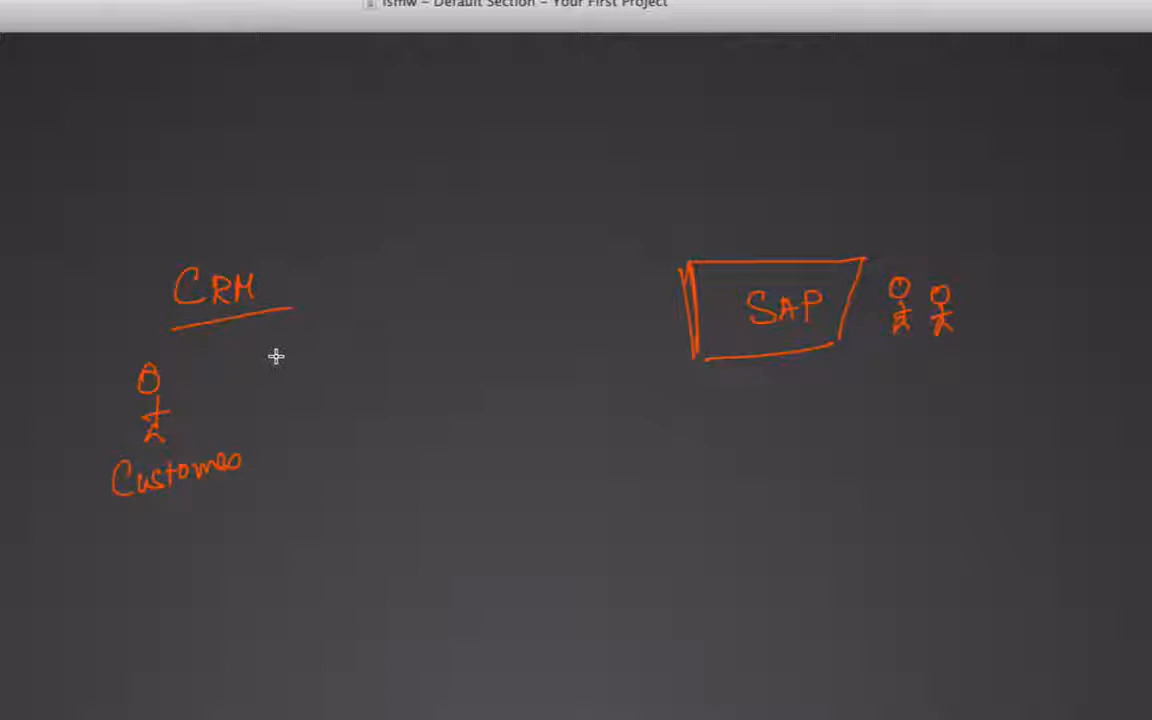 lsmw – Default Section – Your First Project
CRM
SAP
Customer